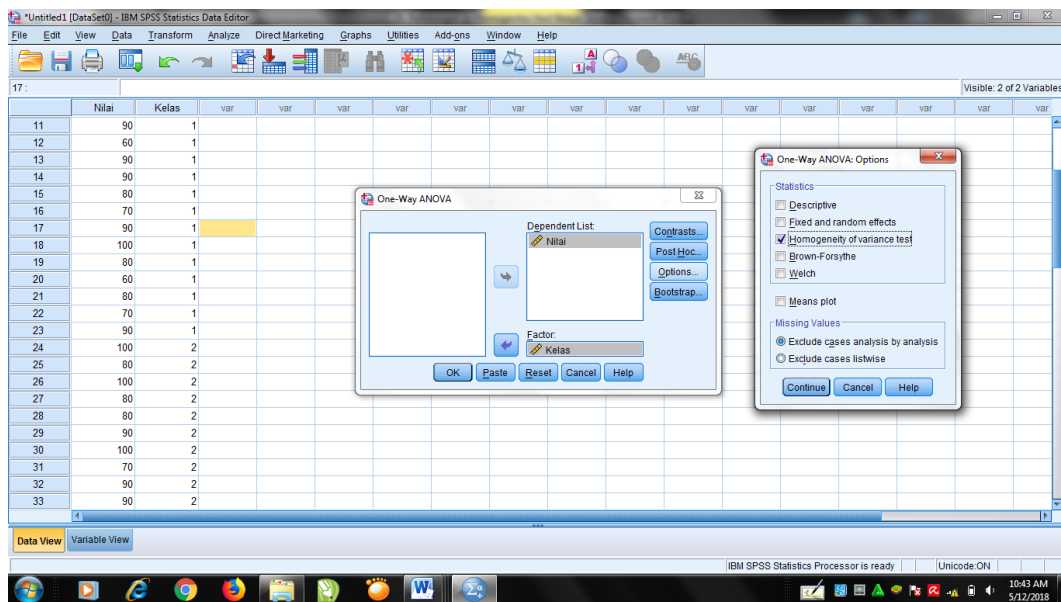 *Untitled1 [DataSet0] - IBM SPSS Statistics Data Editor
File Edit View Data Transform Analyze Direct Marketing Graphs Utilities Add-ons Window Help
17 :
Visible: 2 of 2 Variables
Nilai Kelas var var var var var var var var var var var var var var var
11 90 1
12 60 1
13 90 1
14 90 1
15 80 1
16 70 1
17 90 1
18 100 1
19 80 1
20 60 1
21 80 1
22 70 1
23 90 1
24 100 2
25 80 2
26 100 2
27 80 2
28 80 2
29 90 2
30 100 2
31 70 2
32 90 2
33 90 2
One-Way ANOVA
Dependent List:
Nilai
Contrasts...
Post Hoc...
Options...
Bootstrap...
Factor:
Kelas
OK Paste Reset Cancel Help
One-Way ANOVA: Options
Statistics
Descriptive
Fixed and random effects
Homogeneity of variance test
Brown-Forsythe
Welch
Means plot
Missing Values
Exclude cases analysis by analysis
Exclude cases listwise
Continue Cancel Help
Data View Variable View
IBM SPSS Statistics Processor is ready Unicode:ON
10:43 AM
5/12/2018